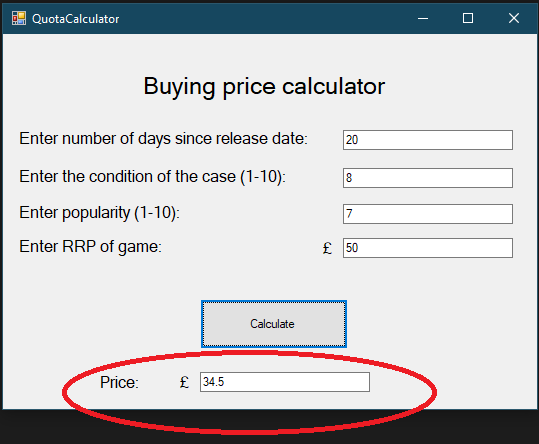 QuotaCalculator
Buying price calculator
Enter number of days since release date: 20
Enter the condition of the case (1-10): 8
Enter popularity (1-10): 7
Enter RRP of game: £ 50
Calculate
Price: £ 34.5